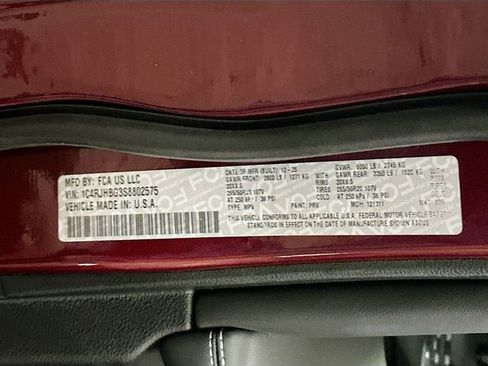 MFD BY: FCA US LLC
VIN: 1C4RJHBG3S8802575
VEHICLE MADE IN: U.S.A.
DATE OF MFR (BUILT): 12-25
GVWR: 6050 LB / 2745 KG
GAWR FRONT: 2800 LB / 1271 KG
GAWR REAR: 3350 LB / 1520 KG
20X8.5 RIMS 20X8.5
265/50R20 107V TIRES 265/50R20 107V
AT 250 kPa / 36 PSI COLD AT 250 kPa / 36 PSI
TYPE: MPV MDH: 121311
THIS VEHICLE CONFORMS TO ALL APPLICABLE U.S.A. FEDERAL MOTOR VEHICLE SAFETY
STANDARDS IN EFFECT ON THE DATE OF MANUFACTURE SHOWN ABOVE